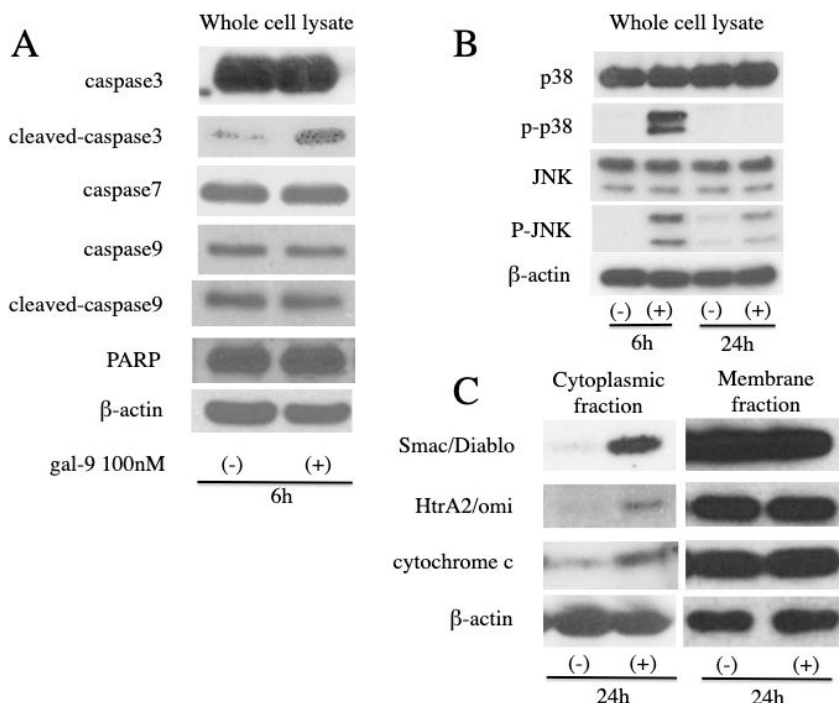 A
Whole cell lysate
caspase3
cleaved-caspase3
caspase7
caspase9
cleaved-caspase9
PARP
β-actin
gal-9 100nM (-) (+)
6h
B
Whole cell lysate
p38
p-p38
JNK
P-JNK
β-actin
(-) (+) (-) (+)
6h 24h
C
Cytoplasmic fraction
Membrane fraction
Smac/Diablo
HtrA2/omi
cytochrome c
β-actin
(-) (+) (-) (+)
24h 24h